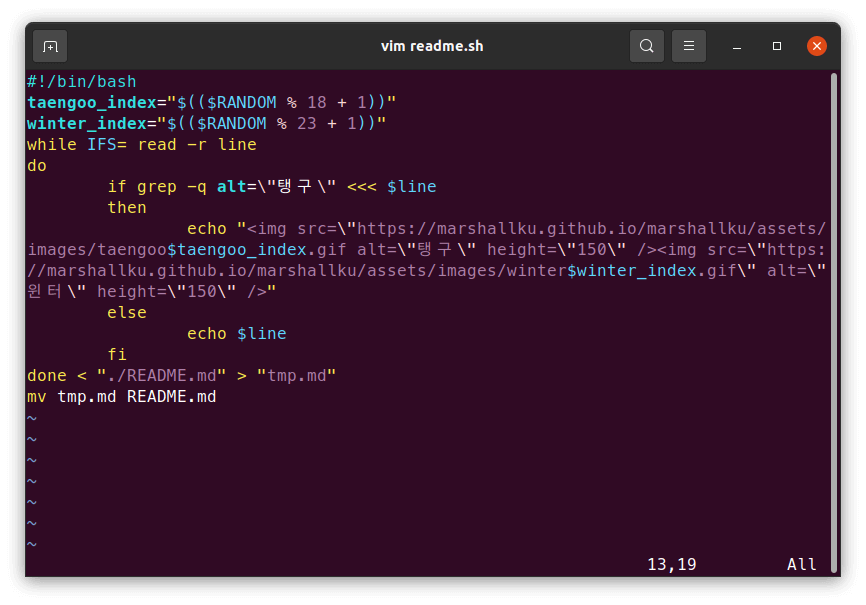 vim readme.sh
#!/bin/bash
taengoo_index="$(($RANDOM % 18 + 1))"
winter_index="$(($RANDOM % 23 + 1))"
while IFS= read -r line
do
        if grep -q alt=\"탱구\" <<< $line
        then
                echo "<img src=\"https://marshallku.github.io/marshallku/assets/
images/taengoo$taengoo_index.gif alt=\"탱구\" height=\"150\" /><img src=\"https:
//marshallku.github.io/marshallku/assets/images/winter$winter_index.gif\" alt=\"
윈터\" height=\"150\" />"
        else
                echo $line
        fi
done < "./README.md" > "tmp.md"
mv tmp.md README.md
~
~
~
~
~
~
~
13,19 All